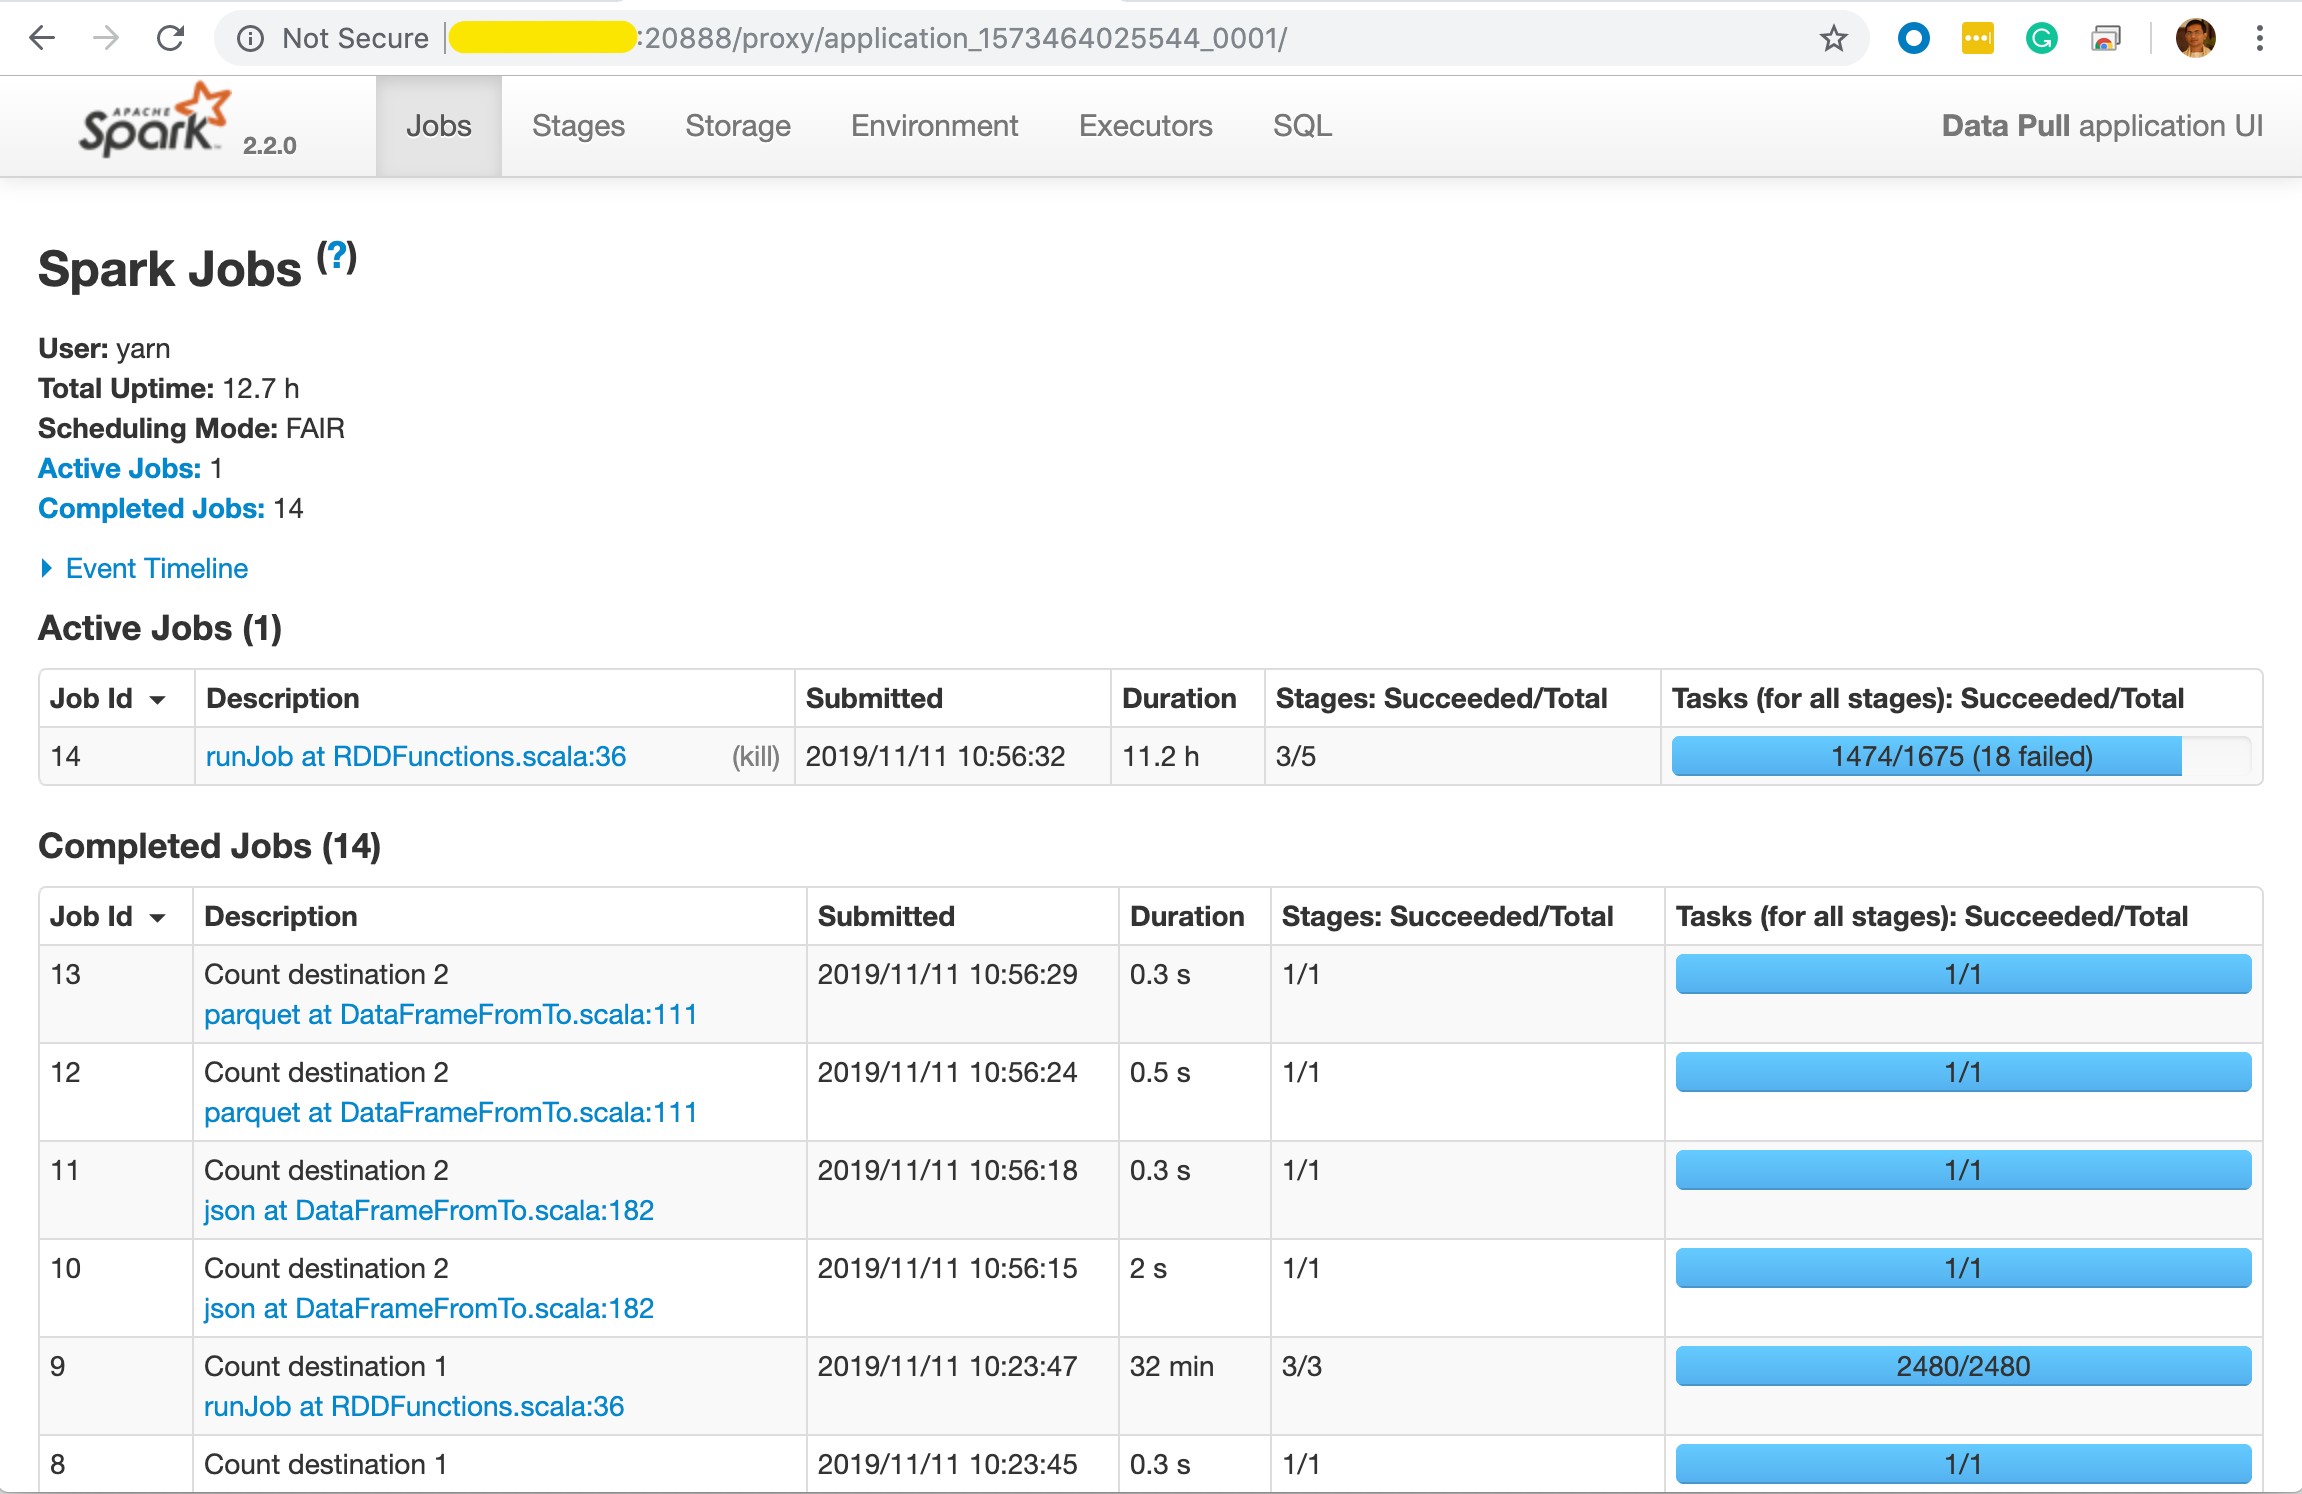 Not Secure :20888/proxy/application_1573464025544_0001/
APACHE Spark 2.2.0 Jobs Stages Storage Environment Executors SQL Data Pull application UI
Spark Jobs (?)
User: yarn
Total Uptime: 12.7 h
Scheduling Mode: FAIR
Active Jobs: 1
Completed Jobs: 14
Event Timeline
Active Jobs (1)
Job Id Description Submitted Duration Stages: Succeeded/Total Tasks (for all stages): Succeeded/Total
14 runJob at RDDFunctions.scala:36 (kill) 2019/11/11 10:56:32 11.2 h 3/5 1474/1675 (18 failed)
Completed Jobs (14)
Job Id Description Submitted Duration Stages: Succeeded/Total Tasks (for all stages): Succeeded/Total
13 Count destination 2 2019/11/11 10:56:29 0.3 s 1/1 1/1
parquet at DataFrameFromTo.scala:111
12 Count destination 2 2019/11/11 10:56:24 0.5 s 1/1 1/1
parquet at DataFrameFromTo.scala:111
11 Count destination 2 2019/11/11 10:56:18 0.3 s 1/1 1/1
json at DataFrameFromTo.scala:182
10 Count destination 2 2019/11/11 10:56:15 2 s 1/1 1/1
json at DataFrameFromTo.scala:182
9 Count destination 1 2019/11/11 10:23:47 32 min 3/3 2480/2480
runJob at RDDFunctions.scala:36
8 Count destination 1 2019/11/11 10:23:45 0.3 s 1/1 1/1